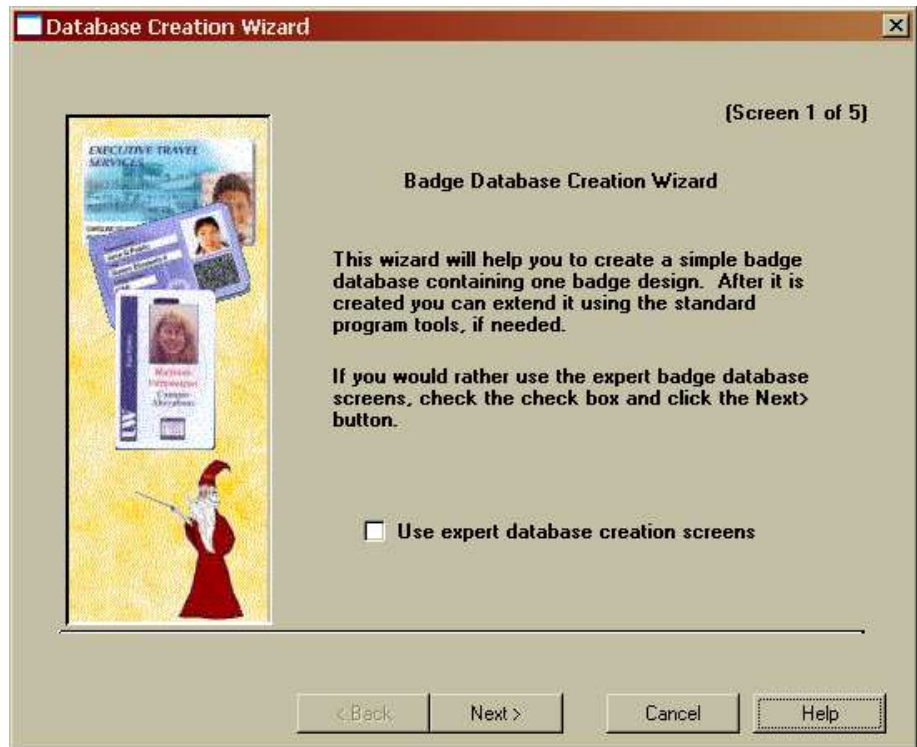 Database Creation Wizard
(Screen 1 of 5)
EXECUTIVE TRAVEL
SERVICES
Badge Database Creation Wizard
This wizard will help you to create a simple badge
database containing one badge design.  After it is
created you can extend it using the standard
program tools, if needed.
If you would rather use the expert badge database
screens, check the check box and click the Next>
button.
Use expert database creation screens
< Back
Next >
Cancel
Help